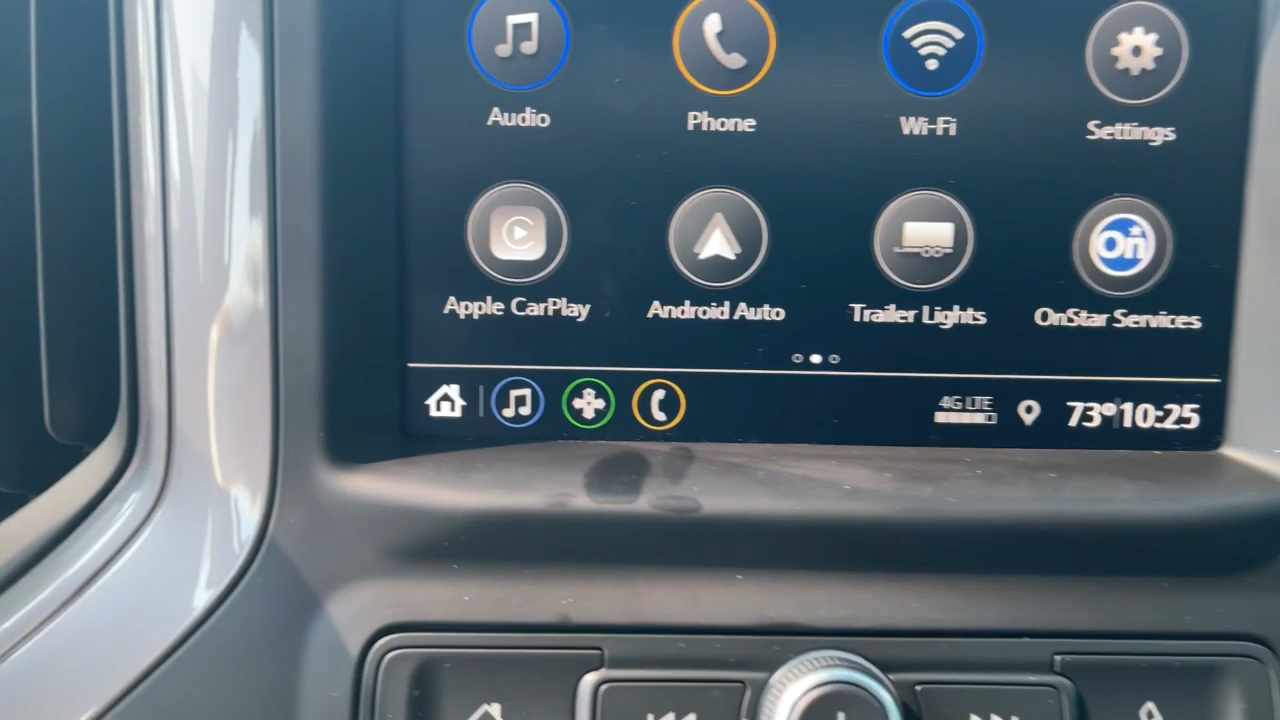 Audio Phone Wi-Fi Settings
On
Apple CarPlay Android Auto Trailer Lights OnStar Services
4G LTE 73° 10:25